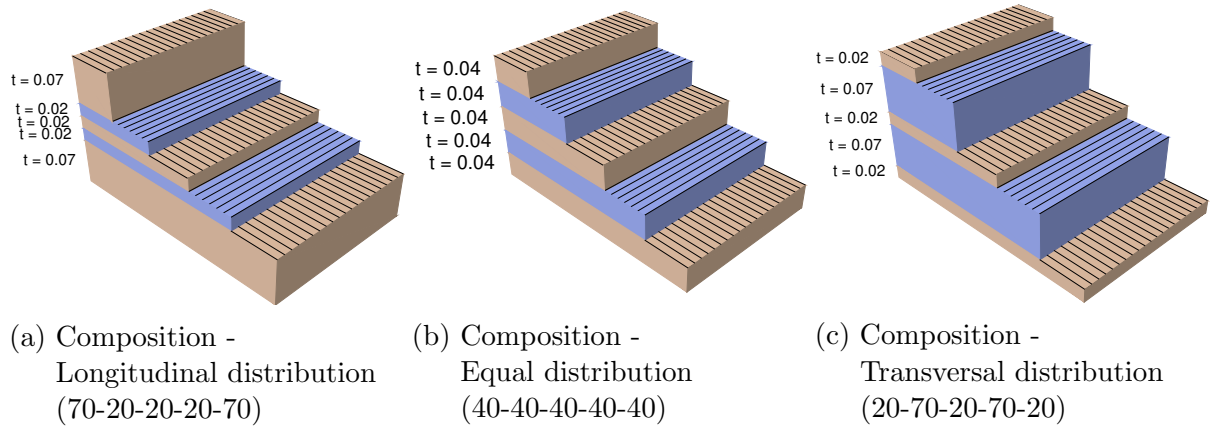 t = 0.07
t = 0.02
t = 0.02
t = 0.02
t = 0.07
t = 0.04
t = 0.04
t = 0.04
t = 0.04
t = 0.04
t = 0.02
t = 0.07
t = 0.02
t = 0.07
t = 0.02
(a) Composition -
Longitudinal distribution
(70-20-20-20-70)
(b) Composition -
Equal distribution
(40-40-40-40-40)
(c) Composition -
Transversal distribution
(20-70-20-70-20)